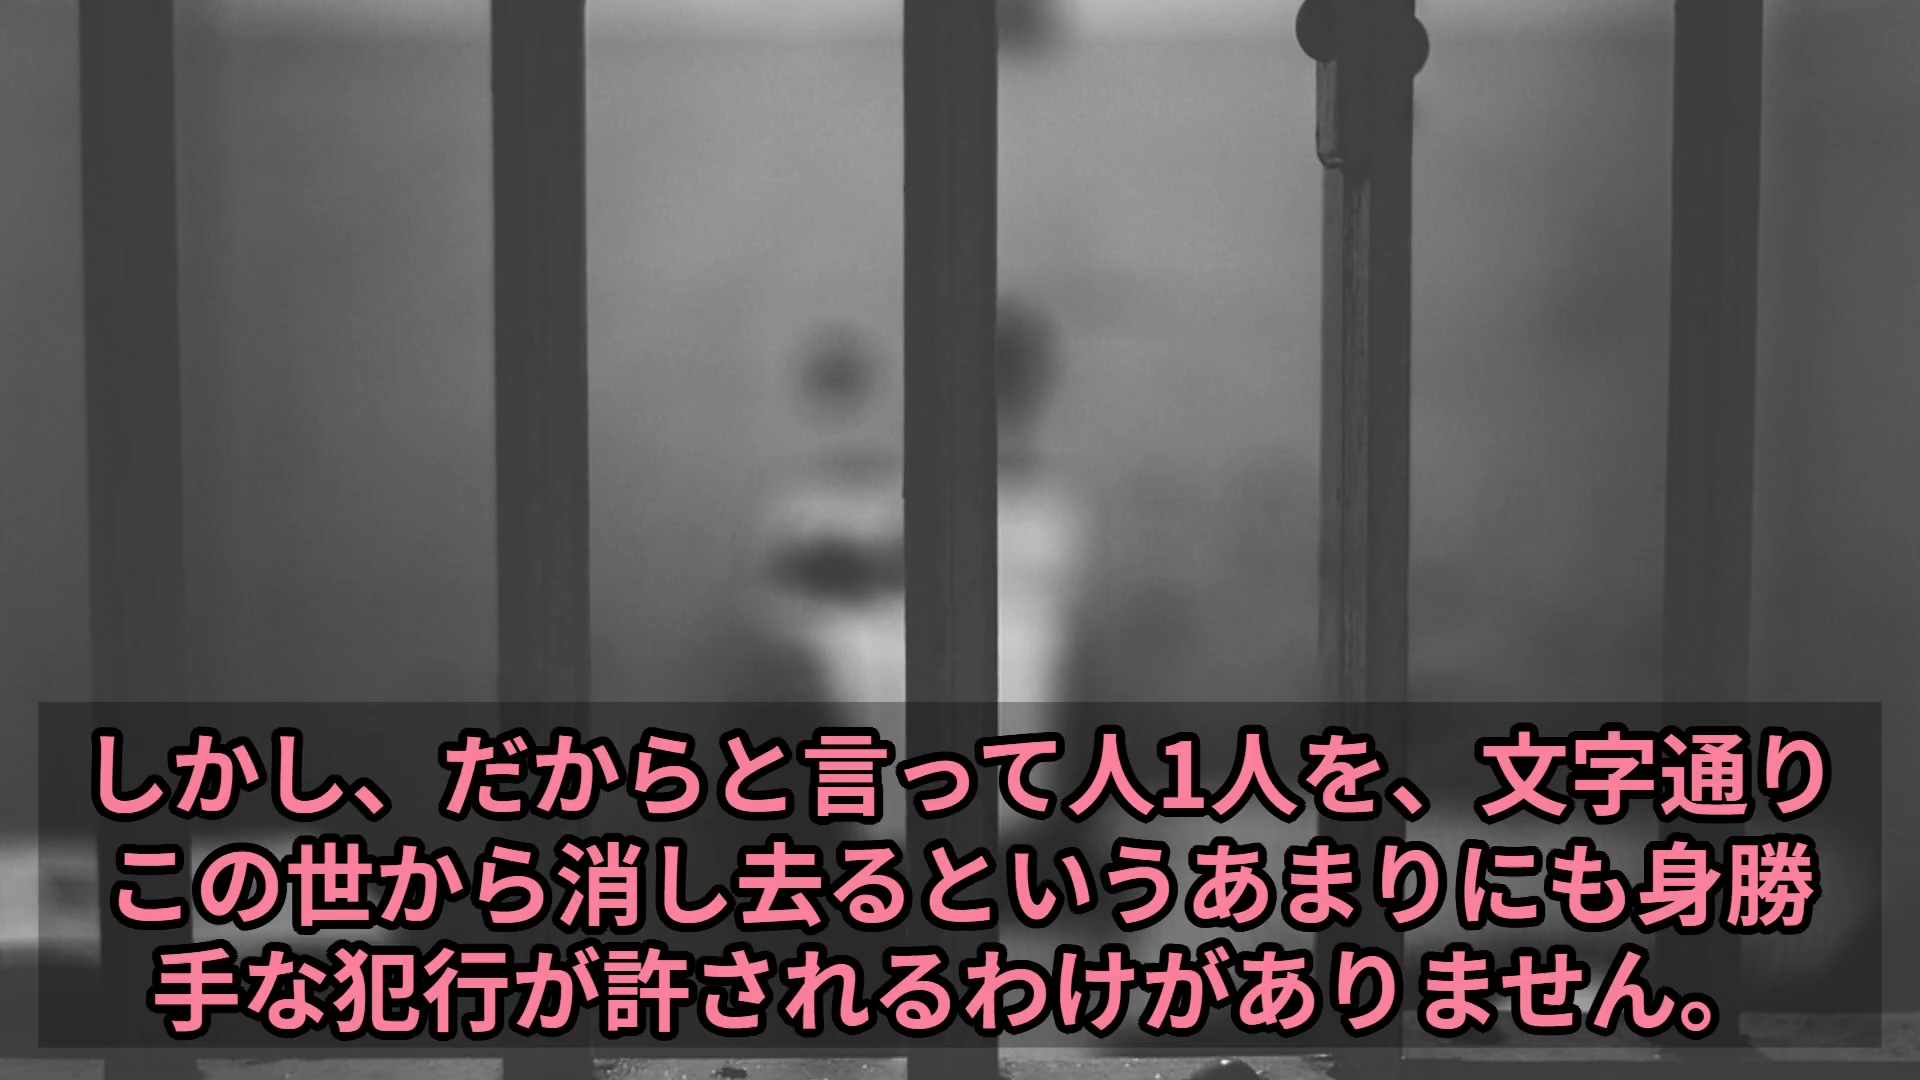 しかし、だからと言って人1人を、文字通り
この世から消し去るというあまりにも身勝
手な犯行が許されるわけがありません。